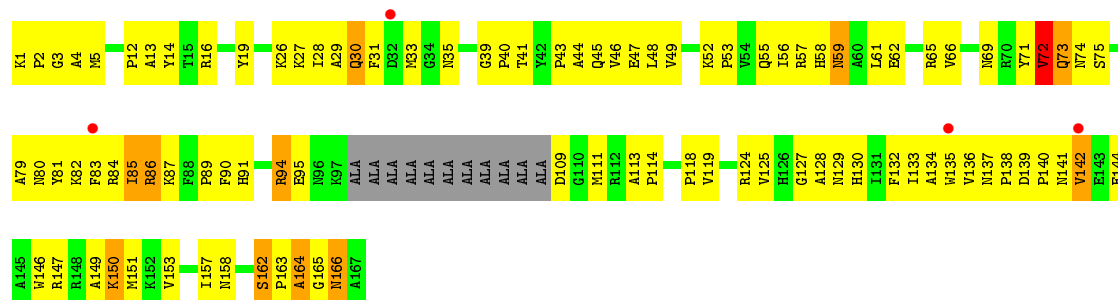 K1 P2 G3 A4 M5 P12 A13 Y14 T15 R16 Y19 K26 K27 I28 A29 Q30 F31 D32 M33 G34 N35 G39 P40 T41 Y42 P43 A44 Q45 V46 E47 L48 V49 K52 P53 V54 Q55 I56 R57 H58 N59 A60 L61 E62 R65 V66 N69 R70 Y71 V72 Q73 N74 S75
A79 N80 Y81 K82 F83 R84 I85 R86 K87 F88 P89 F90 H91 R94 E95 N96 K97 ALA ALA ALA ALA ALA ALA ALA ALA ALA ALA ALA D109 G110 M111 R112 A113 P114 P118 V119 R124 V125 H126 G127 A128 N129 H130 I131 F132 I133 A134 W135 V136 N137 P138 D139 P140 N141 V142 E143 E144
A145 W146 R147 R148 A149 K150 M151 K152 V153 I157 N158 S162 P163 A164 G165 N166 A167